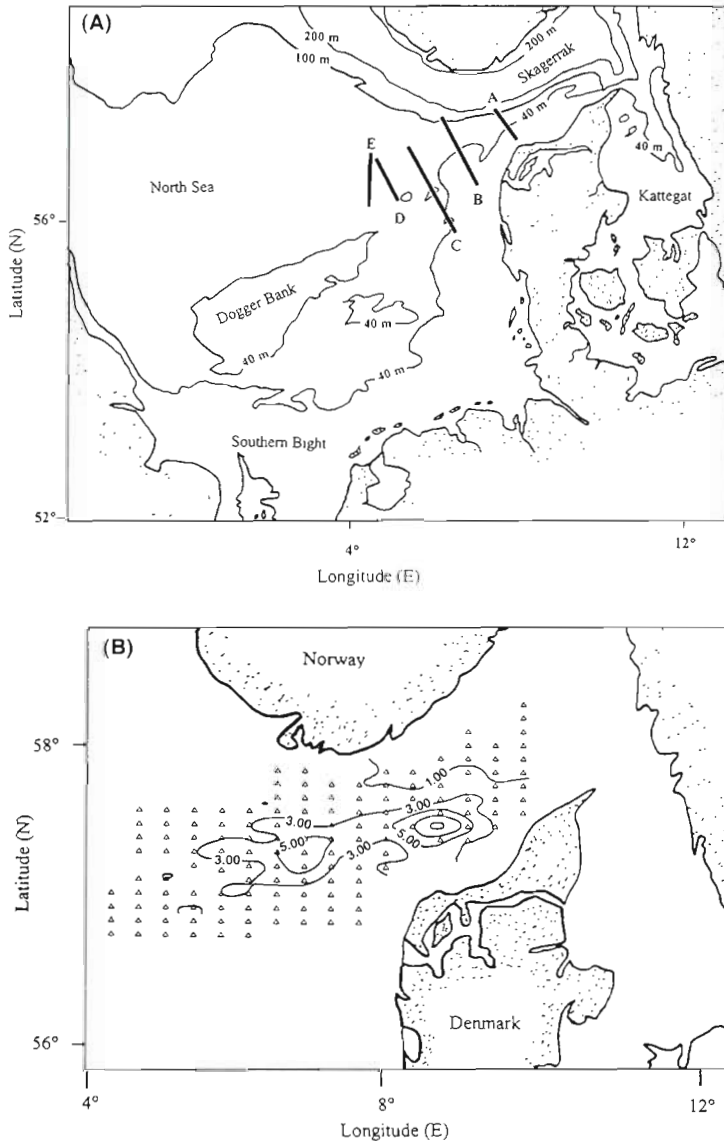 (A)
200 m
100 m
200 m
Skagerrak
A
40 m
E
40 m
North Sea
Kattegat
B
56°
D
C
Dogger Bank
40 m
40 m
40 m
Southern Bight
52°
4°
12°
Latitude (N)
Longitude (E)
(B)
Norway
58°
1.00
3.00
3.00
5.00
5.00
3.00
3.00
Denmark
56°
4°
8°
12°
Latitude (N)
Longitude (E)